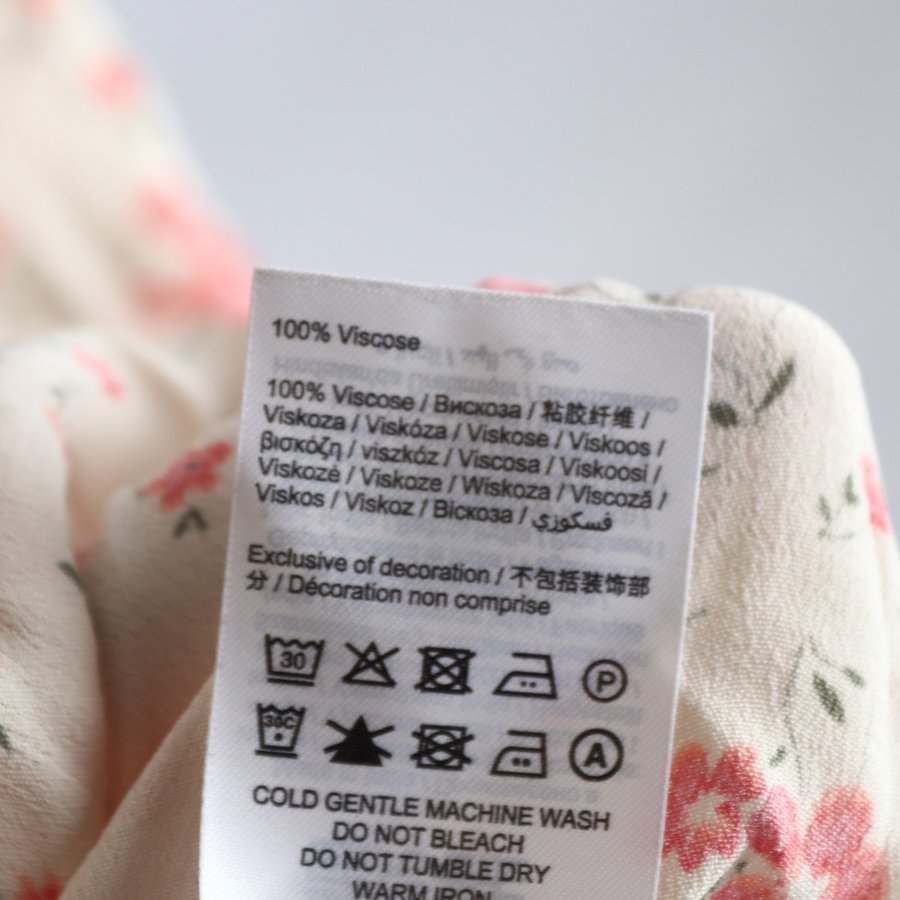 100% Viscose
100% Viscose / Вискоза / 粘胶纤维 /
Viskoza / Viskóza / Viskose / Viskoos /
βισκόζη / viszkóz / Viscosa / Viskoosi /
Viskozė / Viskoze / Wiskoza / Viscoză /
Viskos / Viskoz / Віскоза / فسكوزي
Exclusive of decoration / 不包括装饰部
分 / Décoration non comprise
30 P
30C A
COLD GENTLE MACHINE WASH
DO NOT BLEACH
DO NOT TUMBLE DRY
WARM IRON